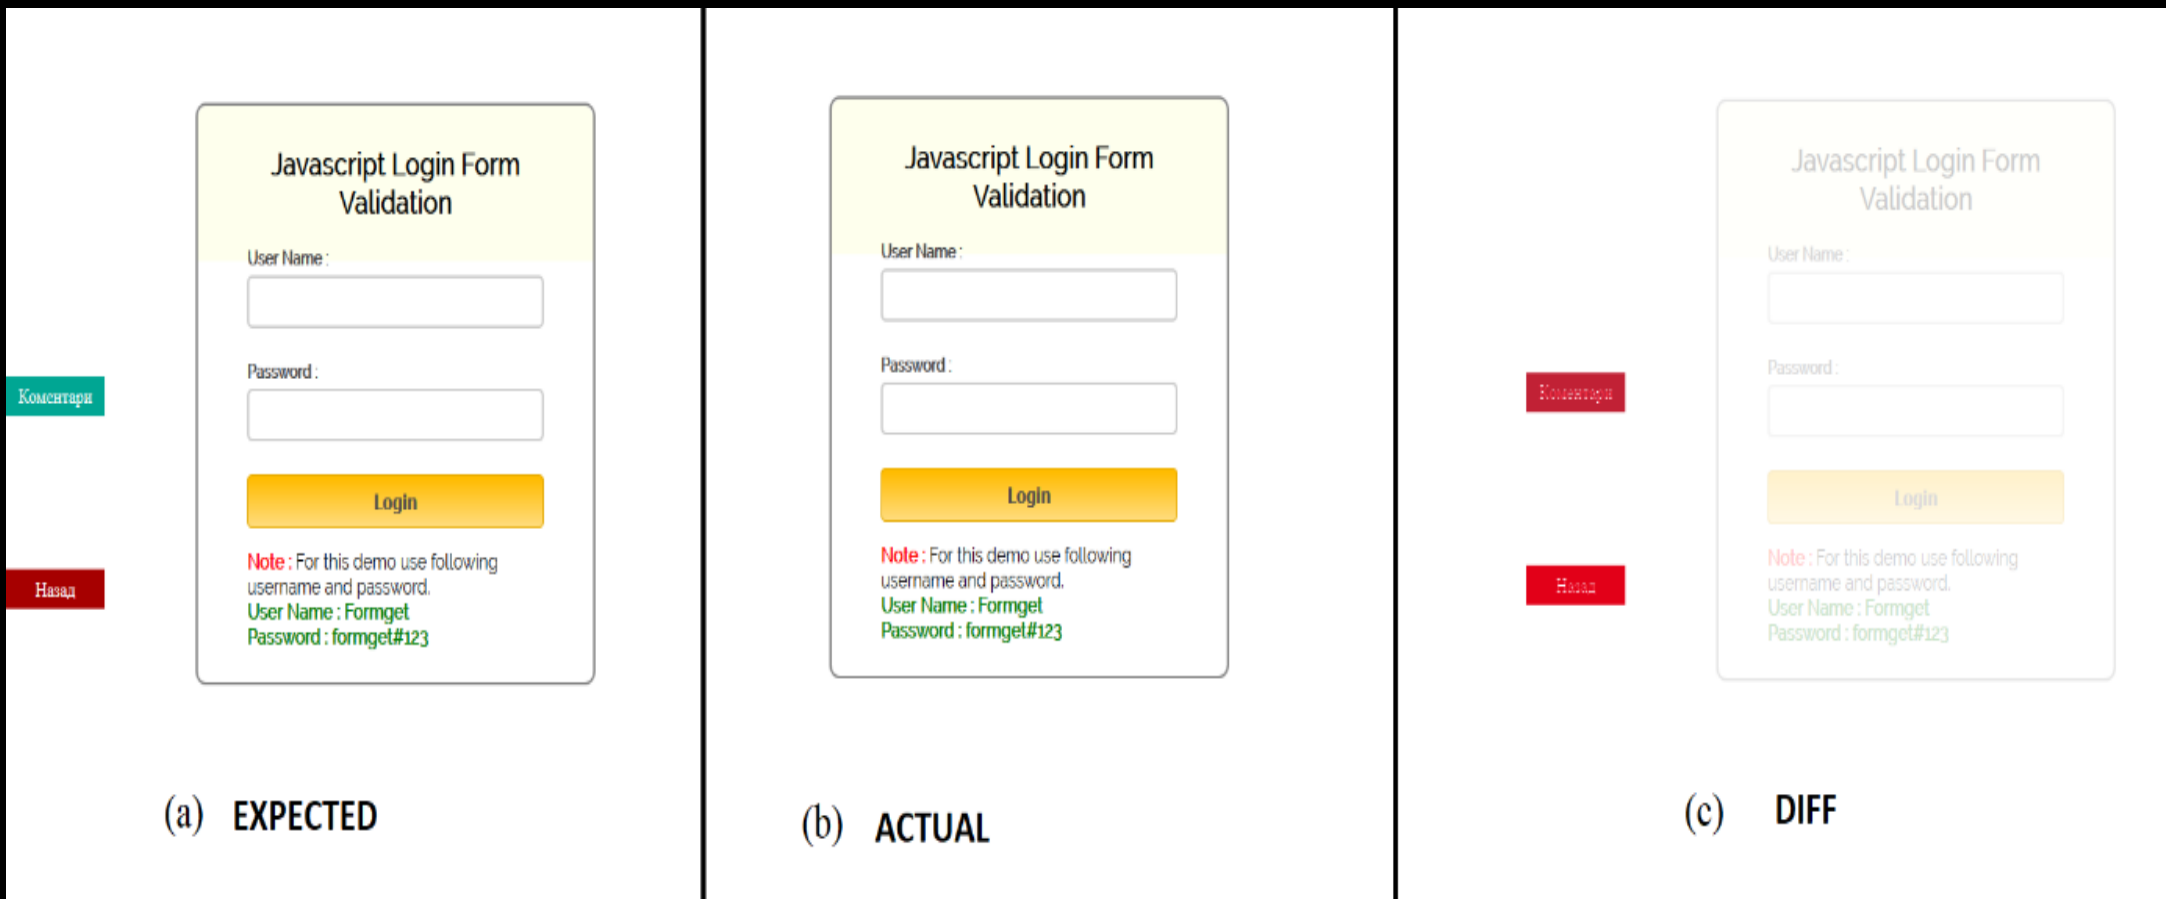 Javascript Login Form
Validation
User Name :
Password :
Коментари
Login
Назад
Note : For this demo use following
username and password.
User Name : Formget
Password : formget#123
(a) EXPECTED
Javascript Login Form
Validation
User Name :
Password :
Login
Note : For this demo use following
username and password.
User Name : Formget
Password : formget#123
(b) ACTUAL
Javascript Login Form
Validation
User Name :
Password :
Коментари
Login
Назад
Note : For this demo use following
username and password.
User Name : Formget
Password : formget#123
(c) DIFF